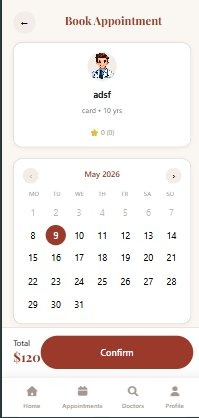 ←
Book Appointment
adsf
card • 10 yrs
0 (0)
‹ May 2026 ›
MO TU WE TH FR SA SU
1 2 3 4 5 6 7
8 9 10 11 12 13 14
15 16 17 18 19 20 21
22 23 24 25 26 27 28
29 30 31
Total
$120
Confirm
Home Appointments Doctors Profile